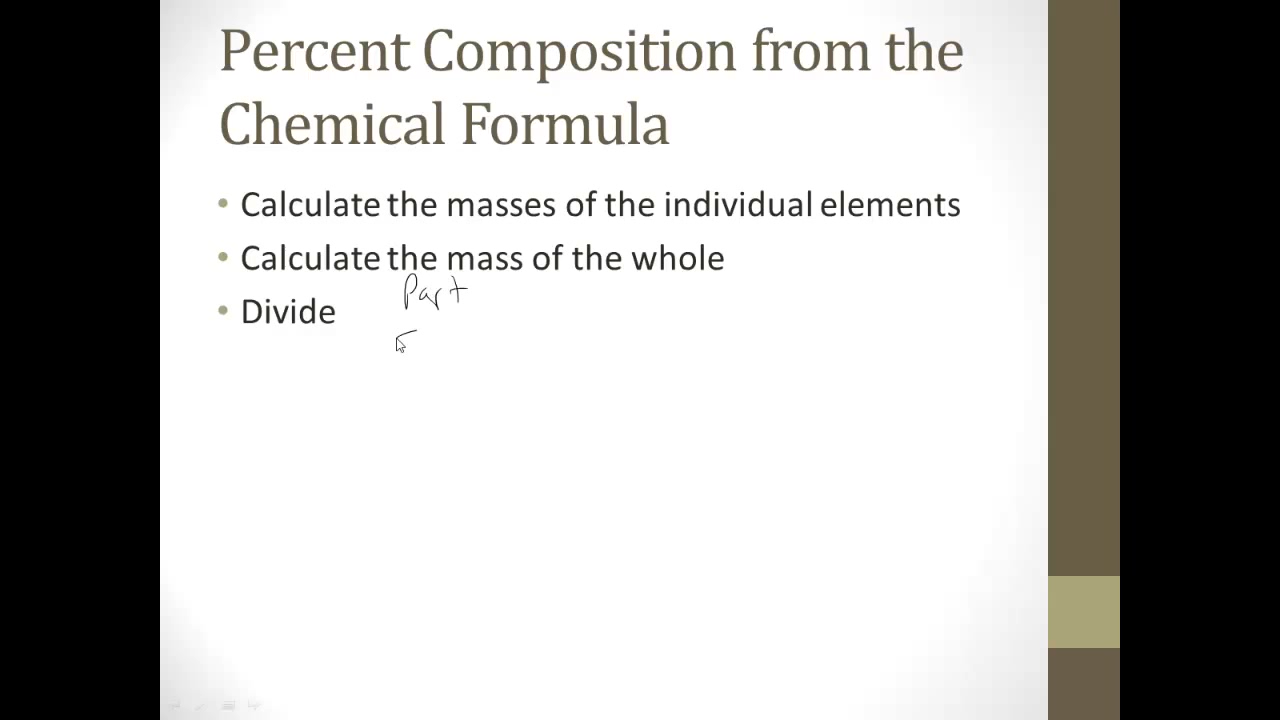 Percent Composition from the
Chemical Formula
• Calculate the masses of the individual elements
• Calculate the mass of the whole
• Divide
Part